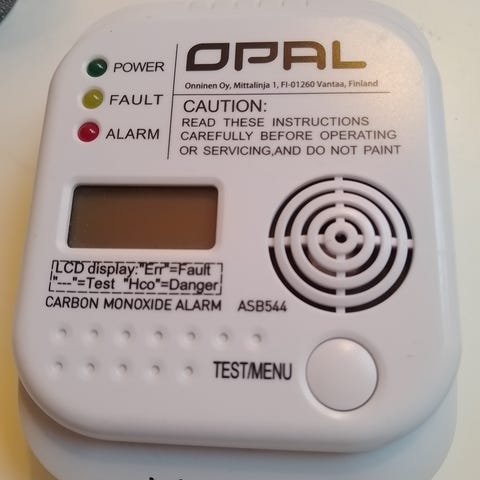 OPAL
Onninen Oy, Mittalinja 1, FI-01260 Vantaa, Finland
POWER
FAULT
ALARM
CAUTION:
READ THESE INSTRUCTIONS
CAREFULLY BEFORE OPERATING
OR SERVICING,AND DO NOT PAINT
LCD display:"Err"=Fault
"---"=Test "Hco"=Danger
CARBON MONOXIDE ALARM ASB544
TEST/MENU